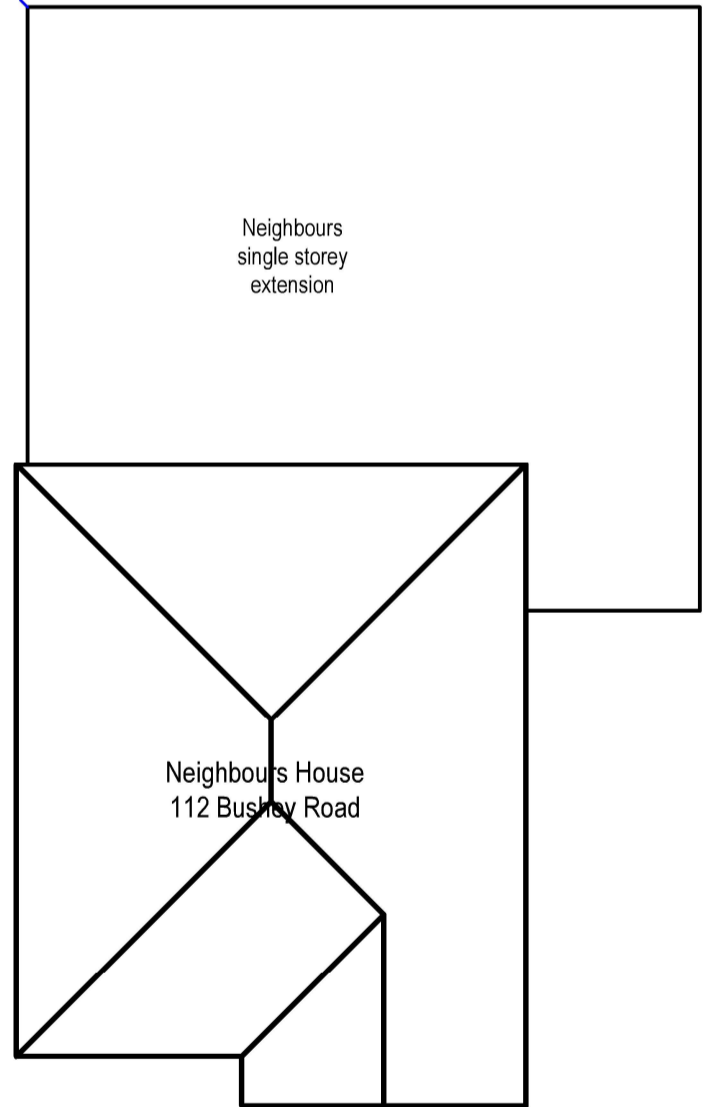 Neighbours
single storey
extension
Neighbours House
112 Bushey Road